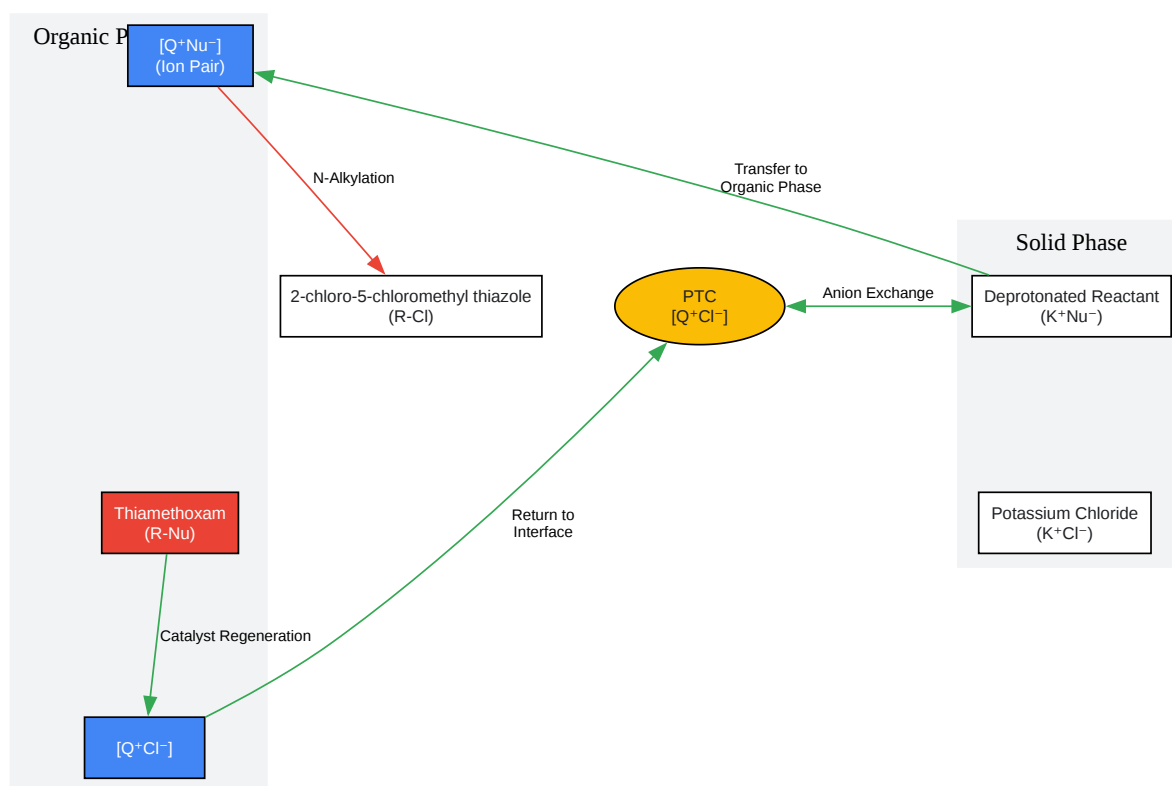 Organic P
[Q⁺Nu⁻]
(Ion Pair)
N-Alkylation
Transfer to
Organic Phase
Solid Phase
2-chloro-5-chloromethyl thiazole
(R-Cl)
PTC
[Q⁺Cl⁻]
Anion Exchange
Deprotonated Reactant
(K⁺Nu⁻)
Thiamethoxam
(R-Nu)
Return to
Interface
Potassium Chloride
(K⁺Cl⁻)
Catalyst Regeneration
[Q⁺Cl⁻]